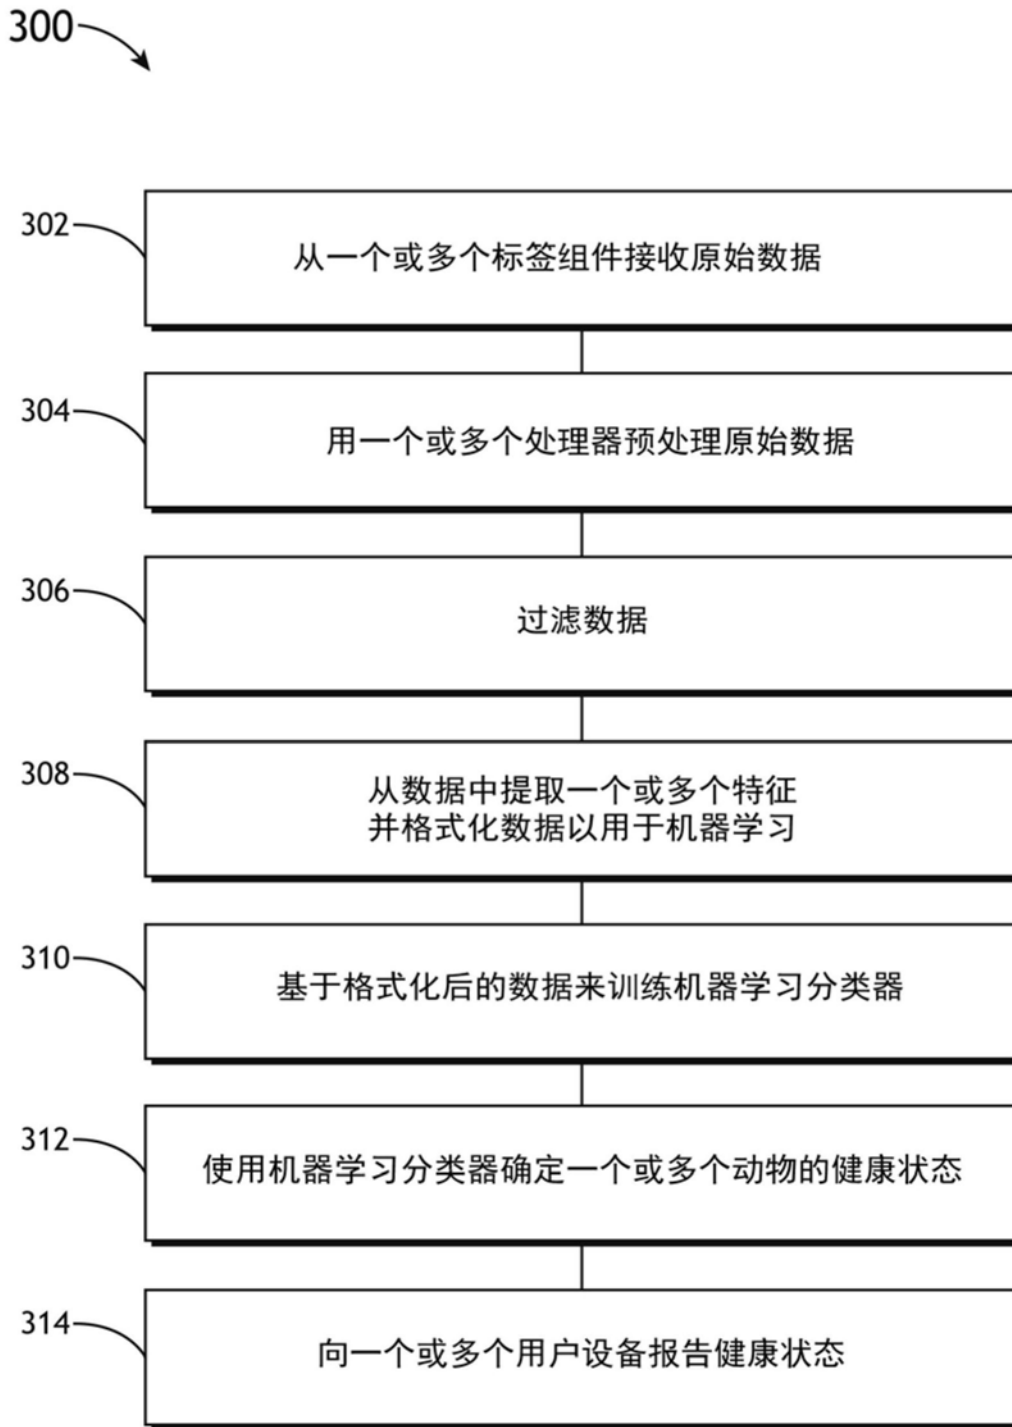 300
302
从一个或多个标签组件接收原始数据
304
用一个或多个处理器预处理原始数据
306
过滤数据
308
从数据中提取一个或多个特征
并格式化数据以用于机器学习
310
基于格式化后的数据来训练机器学习分类器
312
使用机器学习分类器确定一个或多个动物的健康状态
314
向一个或多个用户设备报告健康状态